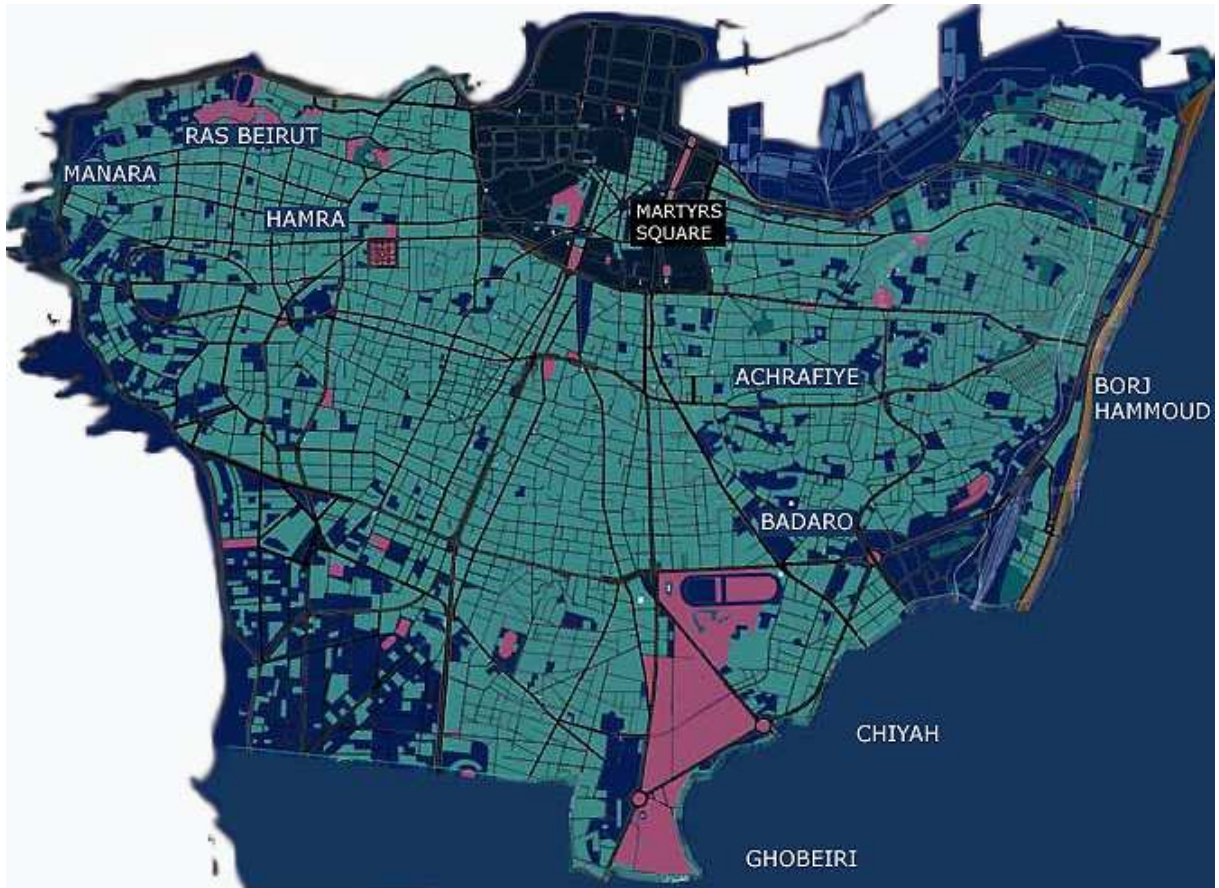 RAS BEIRUT
MANARA
HAMRA
MARTYRS
SQUARE
ACHRAFIYE
BORJ
HAMMOUD
BADARO
CHIYAH
GHOBEIRI